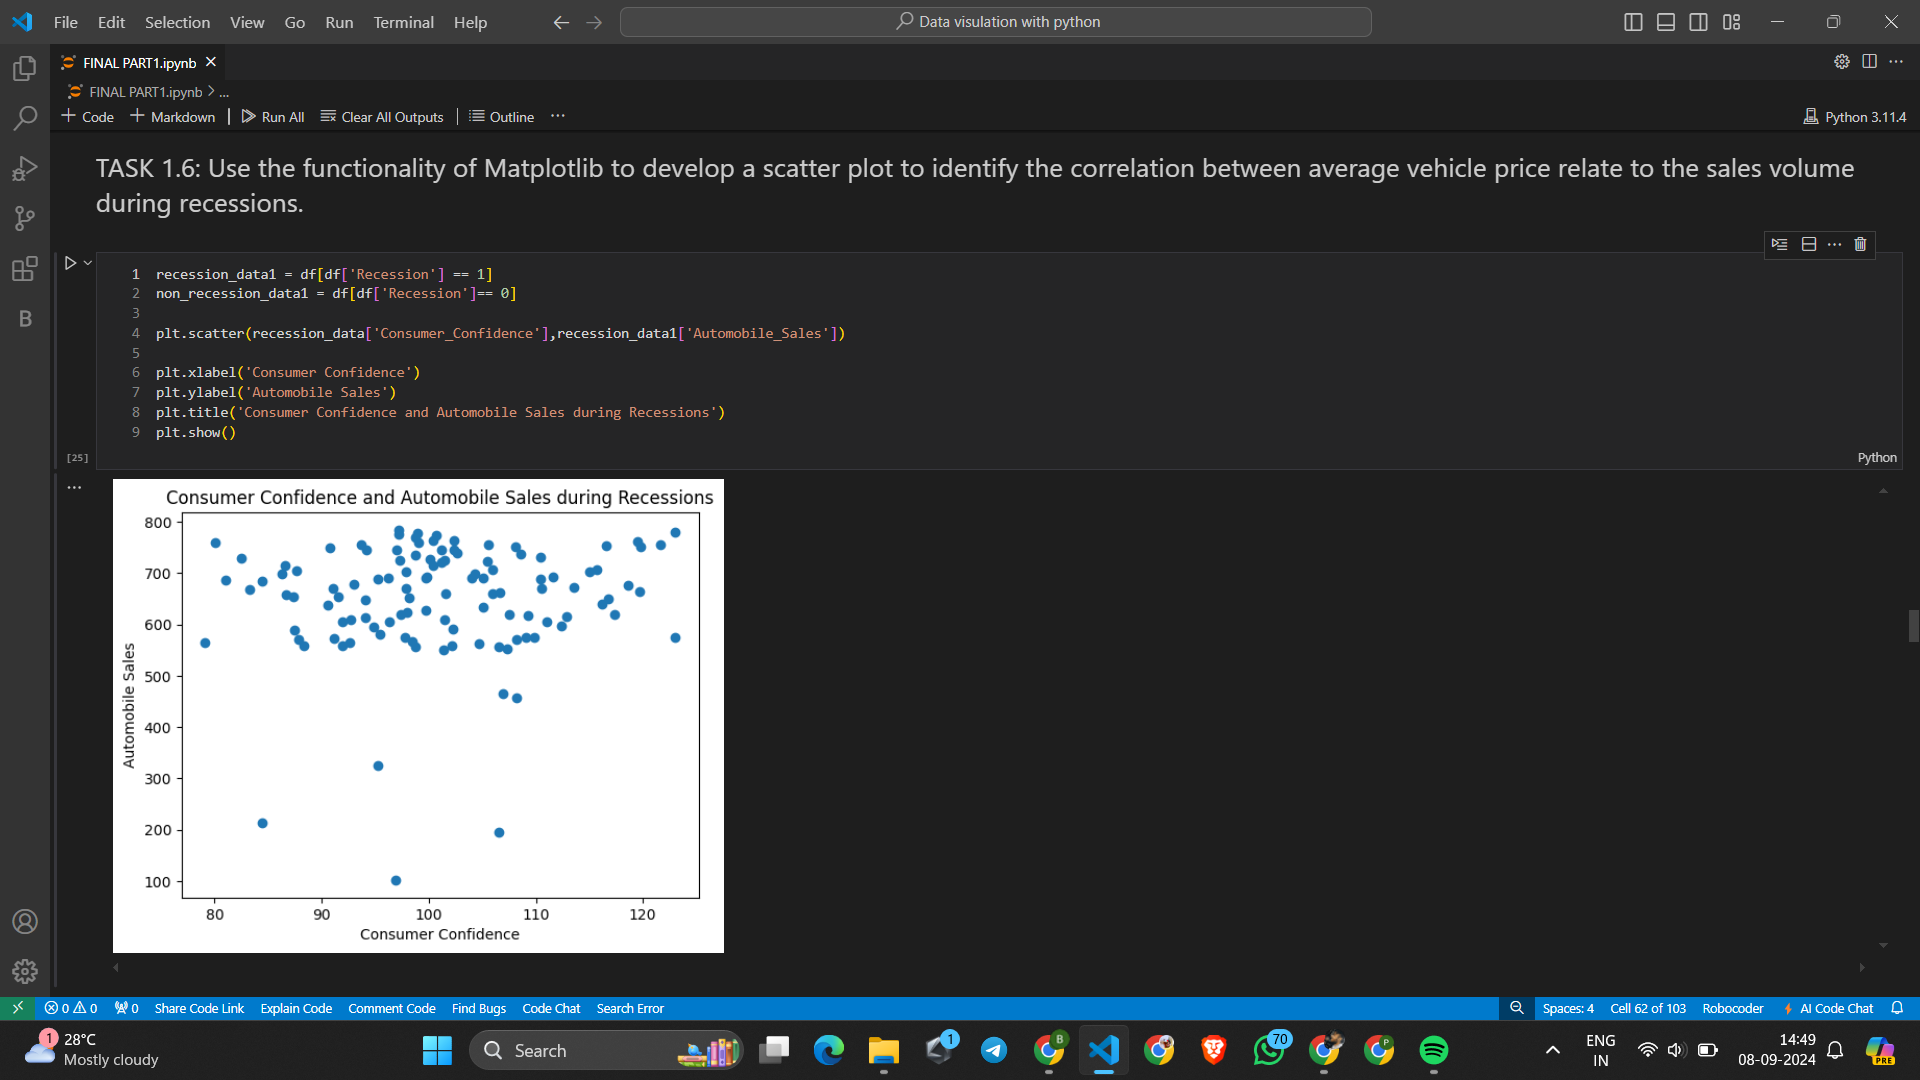 File Edit Selection View Go Run Terminal Help
Data visulation with python
FINAL PART1.ipynb
FINAL PART1.ipynb > ...
+ Code + Markdown Run All Clear All Outputs Outline ...
Python 3.11.4
TASK 1.6: Use the functionality of Matplotlib to develop a scatter plot to identify the correlation between average vehicle price relate to the sales volume
during recessions.
1 recession_data1 = df[df['Recession'] == 1]
2 non_recession_data1 = df[df['Recession']== 0]
3
4 plt.scatter(recession_data['Consumer_Confidence'],recession_data1['Automobile_Sales'])
5
6 plt.xlabel('Consumer Confidence')
7 plt.ylabel('Automobile Sales')
8 plt.title('Consumer Confidence and Automobile Sales during Recessions')
9 plt.show()
[25]
Python
Consumer Confidence and Automobile Sales during Recessions
800
700
600
500
400
300
200
100
Automobile Sales
80 90 100 110 120
Consumer Confidence
0 0 0 Share Code Link Explain Code Comment Code Find Bugs Code Chat Search Error
Spaces: 4 Cell 62 of 103 Robocoder AI Code Chat
1
28°C
Mostly cloudy
Search
1
B
70
P
ENG
IN
14:49
08-09-2024
PRE